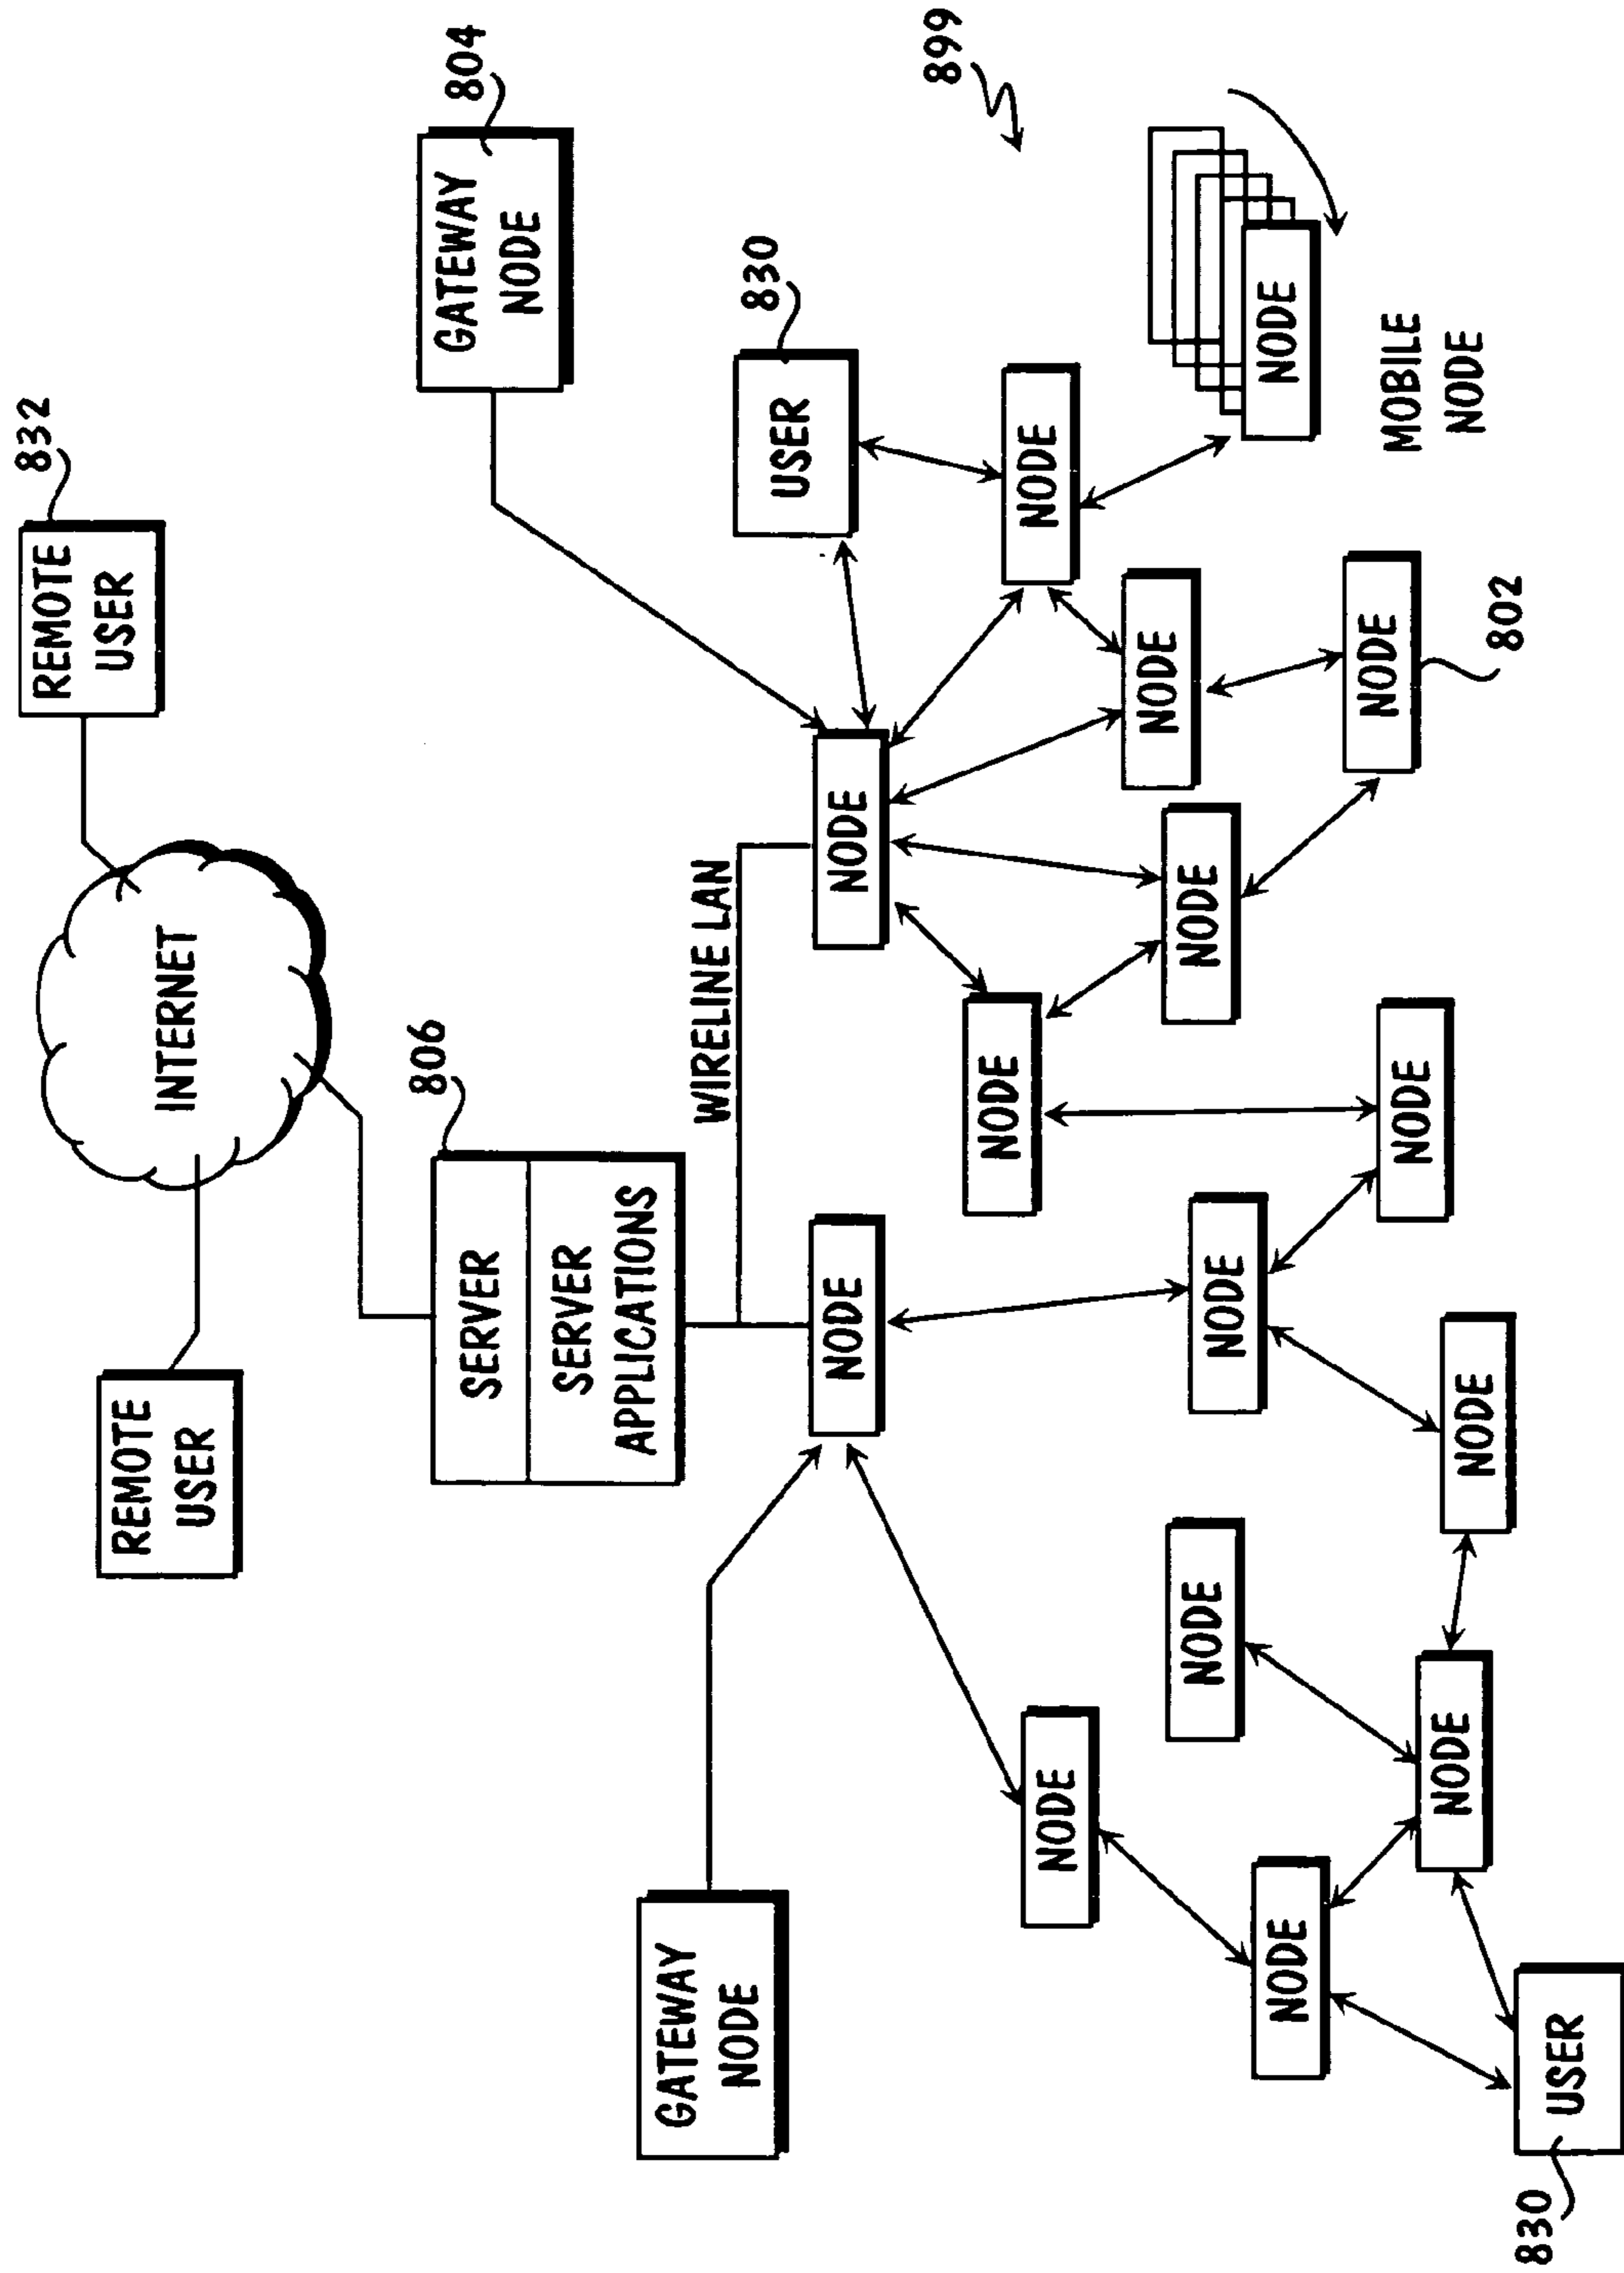 832
REMOTE
USER
REMOTE
USER
INTERNET
804
806
GATEWAY
NODE
SERVER
SERVER
APPLICATIONS
GATEWAY
NODE
WIRELINE LAN
830
USER
NODE
NODE
899
NODE
NODE
NODE
NODE
NODE
NODE
NODE
NODE
NODE
NODE
MOBILE
NODE
NODE
NODE
NODE
802
830
USER